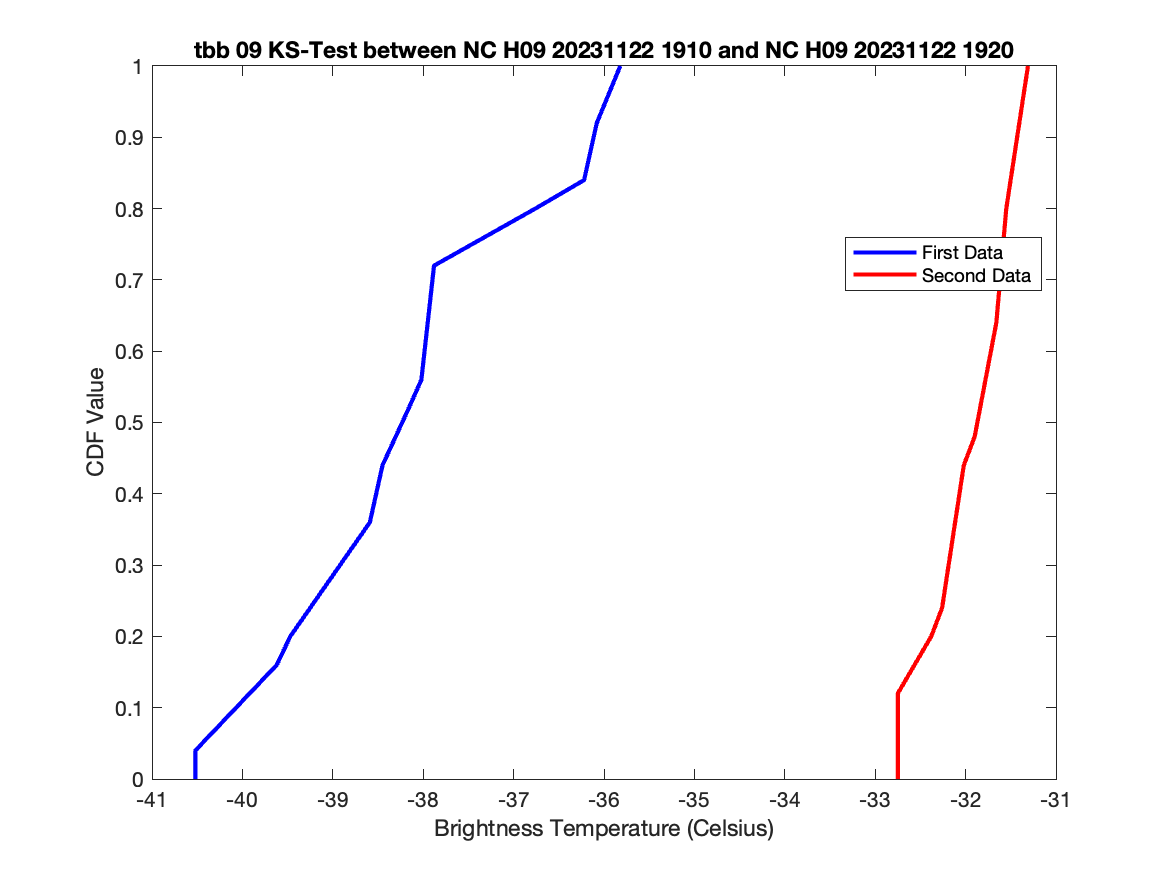 tbb 09 KS-Test between NC H09 20231122 1910 and NC H09 20231122 1920
1
0.9
0.8
0.7
0.6
0.5
0.4
0.3
0.2
0.1
0
CDF Value
First Data
Second Data
-41 -40 -39 -38 -37 -36 -35 -34 -33 -32 -31
Brightness Temperature (Celsius)